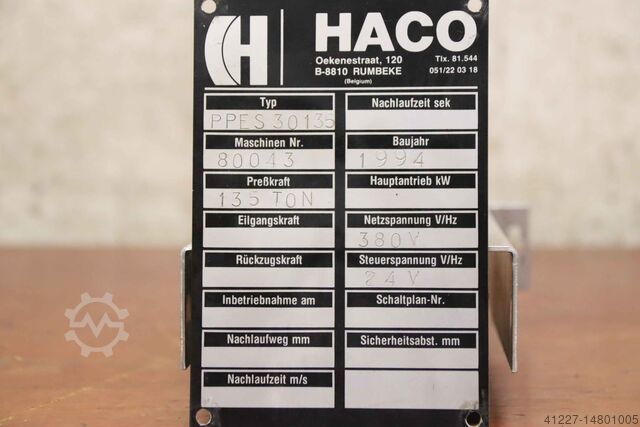 H HACO
Oekenestraat, 120 Tlx. 81.544
B-8810 RUMBEKE 051/22 03 18
(Belgium)
Typ Nachlaufzeit sek
PPES 30135
Maschinen Nr. Baujahr
80043 1994
Preßkraft Hauptantrieb kW
135 TON
Eilgangskraft Netzspannung V/Hz
380V
Rückzugskraft Steuerspannung V/Hz
24V
Inbetriebnahme am Schaltplan-Nr.
Nachlaufweg mm Sicherheitsabst. mm
Nachlaufzeit m/s
41227-14801005